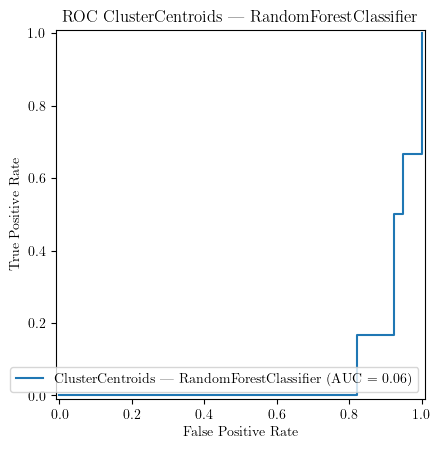 ROC ClusterCentroids — RandomForestClassifier
True Positive Rate
1.0
0.8
0.6
0.4
0.2
0.0
ClusterCentroids — RandomForestClassifier (AUC = 0.06)
0.0 0.2 0.4 0.6 0.8 1.0
False Positive Rate